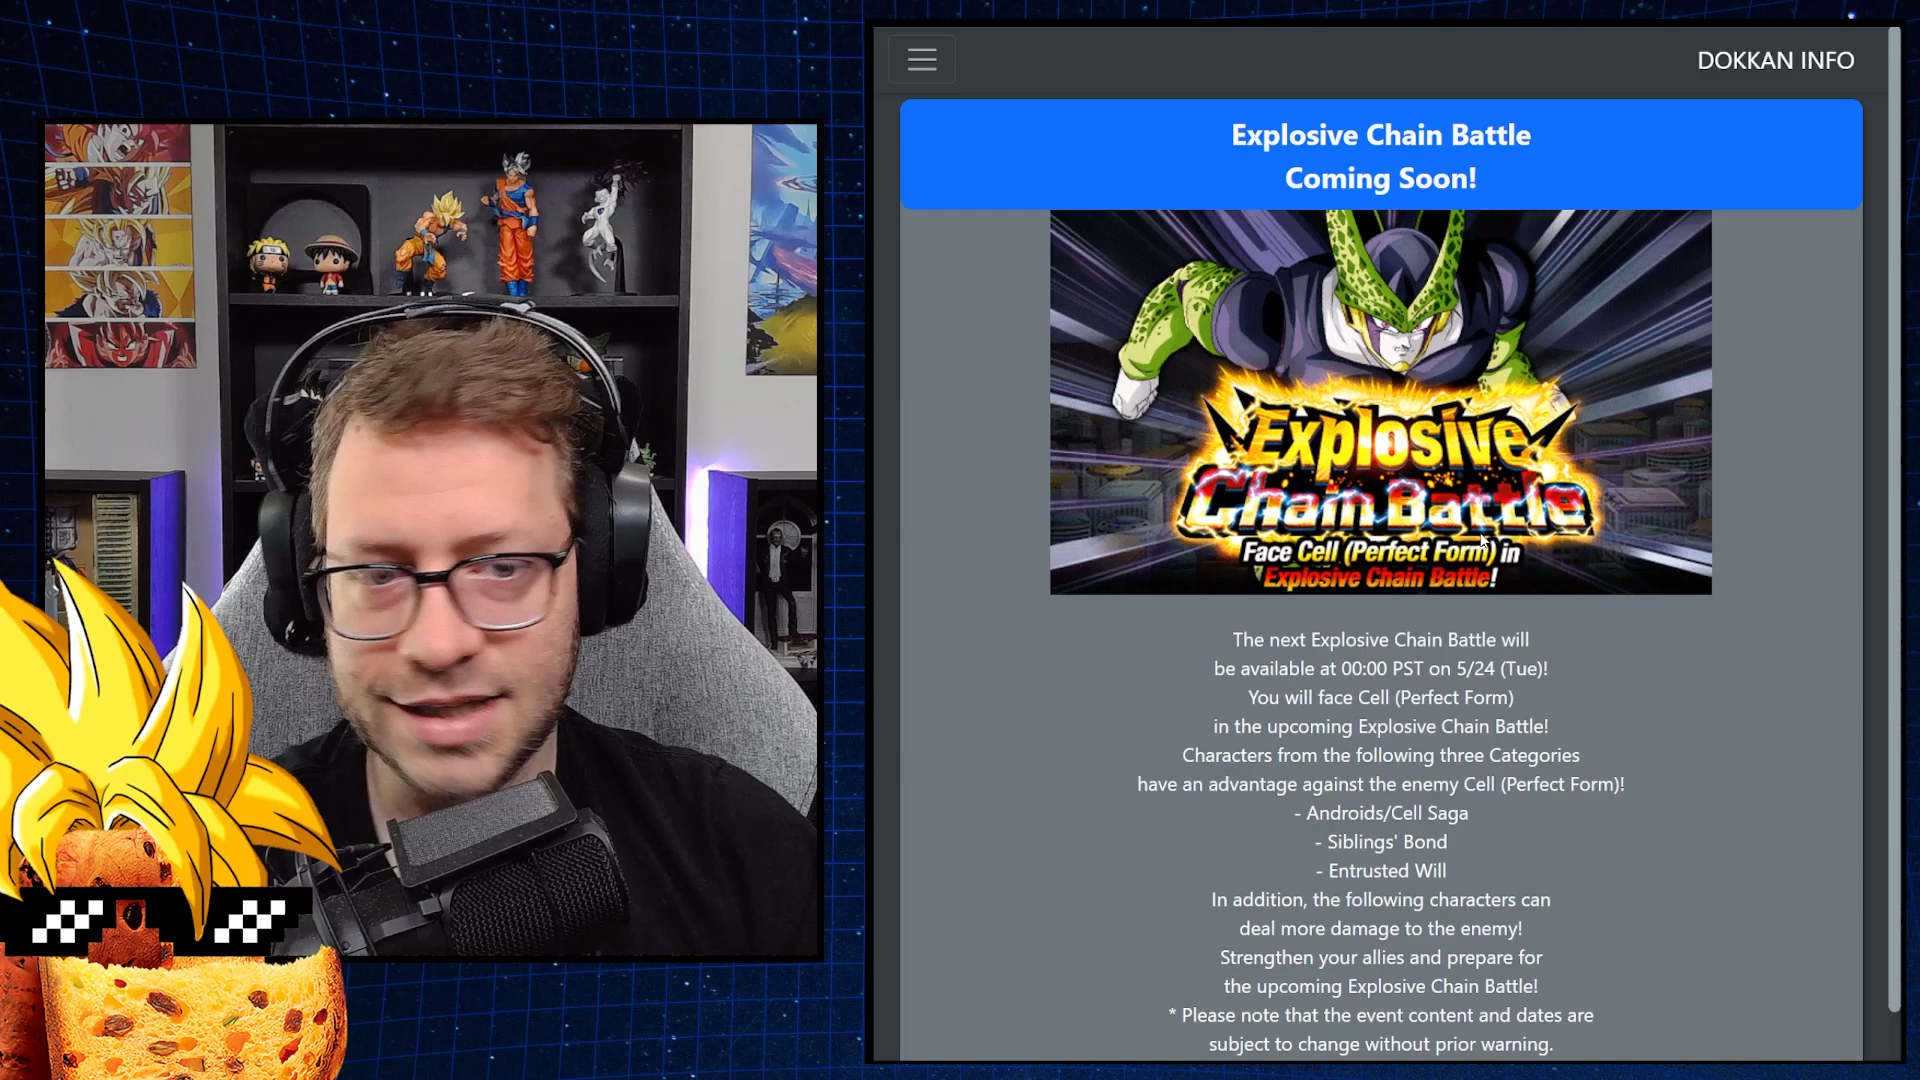 DOKKAN INFO
Explosive Chain Battle
Coming Soon!
Explosive
Chain Battle
Face Cell (Perfect Form) in
Explosive Chain Battle!
The next Explosive Chain Battle will
be available at 00:00 PST on 5/24 (Tue)!
You will face Cell (Perfect Form)
in the upcoming Explosive Chain Battle!
Characters from the following three Categories
have an advantage against the enemy Cell (Perfect Form)!
- Androids/Cell Saga
- Siblings' Bond
- Entrusted Will
In addition, the following characters can
deal more damage to the enemy!
Strengthen your allies and prepare for
the upcoming Explosive Chain Battle!
* Please note that the event content and dates are
subject to change without prior warning.